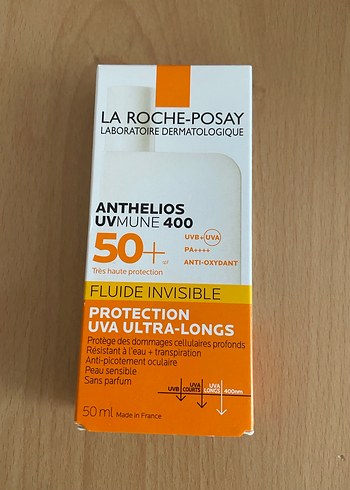 LA ROCHE-POSAY
LABORATOIRE DERMATOLOGIQUE
ANTHELIOS
UVMUNE 400
50+
SPF
Très haute protection
UVB+UVA
PA++++
ANTI-OXYDANT
FLUIDE INVISIBLE
PROTECTION
UVA ULTRA-LONGS
Protège des dommages cellulaires profonds
Résistant à l'eau + transpiration
Anti-picotement oculaire
Peau sensible
Sans parfum
UVB
UVA COURTS
UVA LONGS
400nm
50 ml Made in France